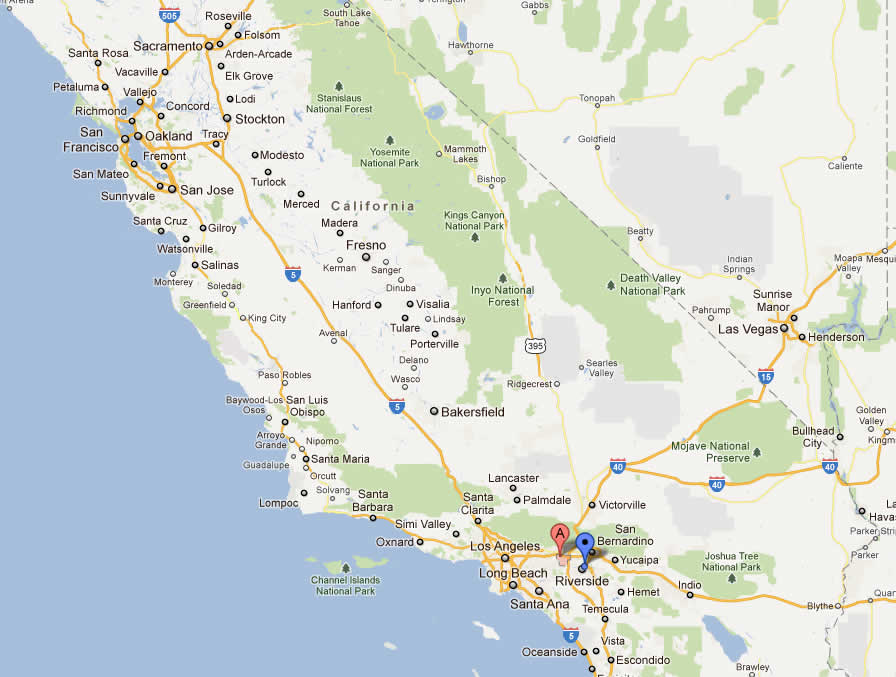 505
Roseville
Folsom
South Lake
Tahoe
Gabbs
Sacramento
Arden-Arcade
Hawthorne
Santa Rosa
Vacaville
Elk Grove
Petaluma
Vallejo
Lodi
Stanislaus
National Forest
Tonopah
Richmond
Concord
Stockton
San
Francisco
Oakland
Tracy
Goldfield
Fremont
Modesto
Yosemite
National Park
Mammoth
Lakes
Caliente
San Mateo
Turlock
Bishop
Sunnyvale
San Jose
Merced
California
Santa Cruz
Gilroy
Madera
Kings Canyon
National Park
Beatty
Watsonville
Fresno
Salinas
Kerman
Sanger
Indian
Springs
Moapa
Valley
Monterey
5
Dinuba
Inyo National
Forest
Death Valley
National Park
Soledad
Greenfield
Hanford
Visalia
Sunrise
Manor
King City
Tulare
Lindsay
Pahrump
Las Vegas
Avenal
Porterville
395
Henderson
Delano
Searles
Valley
15
Paso Robles
Wasco
Ridgecrest
Baywood-Los
Osos
San Luis
Obispo
5
Bakersfield
Golden
Valley
Arroyo
Grande
Nipomo
Bullhead
City
Guadalupe
Santa Maria
Mojave National
Preserve
Orcutt
40
40
40
Lompoc
Solvang
Lancaster
Santa
Barbara
Santa
Clarita
Palmdale
Victorville
Simi Valley
San
Bernardino
A
Oxnard
Los Angeles
Yucaipa
Joshua Tree
National Park
Channel Islands
National Park
Long Beach
Riverside
Indio
Santa Ana
Hemet
Temecula
Blythe
5
Vista
Oceanside
Escondido
Brawley